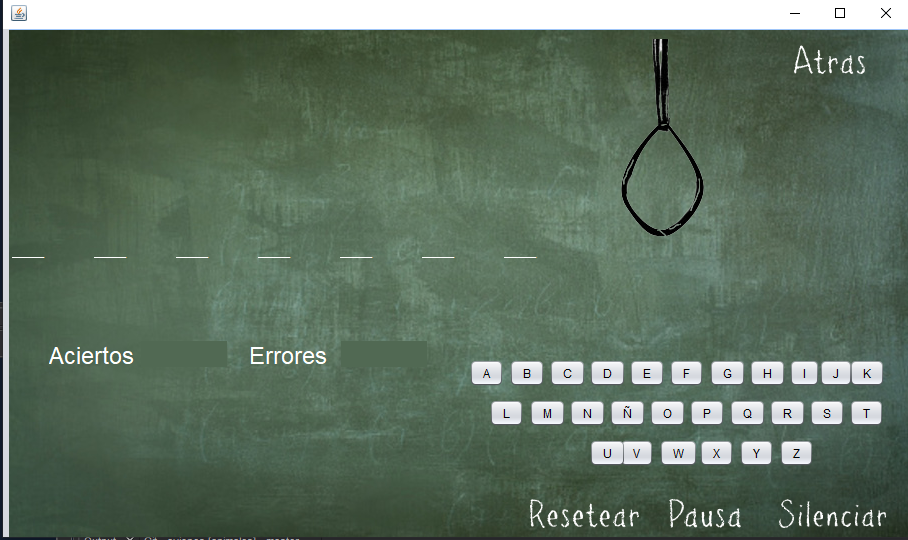 Atras
_ _ _ _ _ _ _
Aciertos Errores
A B C D E F G H I J K
L M N Ñ O P Q R S T
U V W X Y Z
Resetear Pausa Silenciar